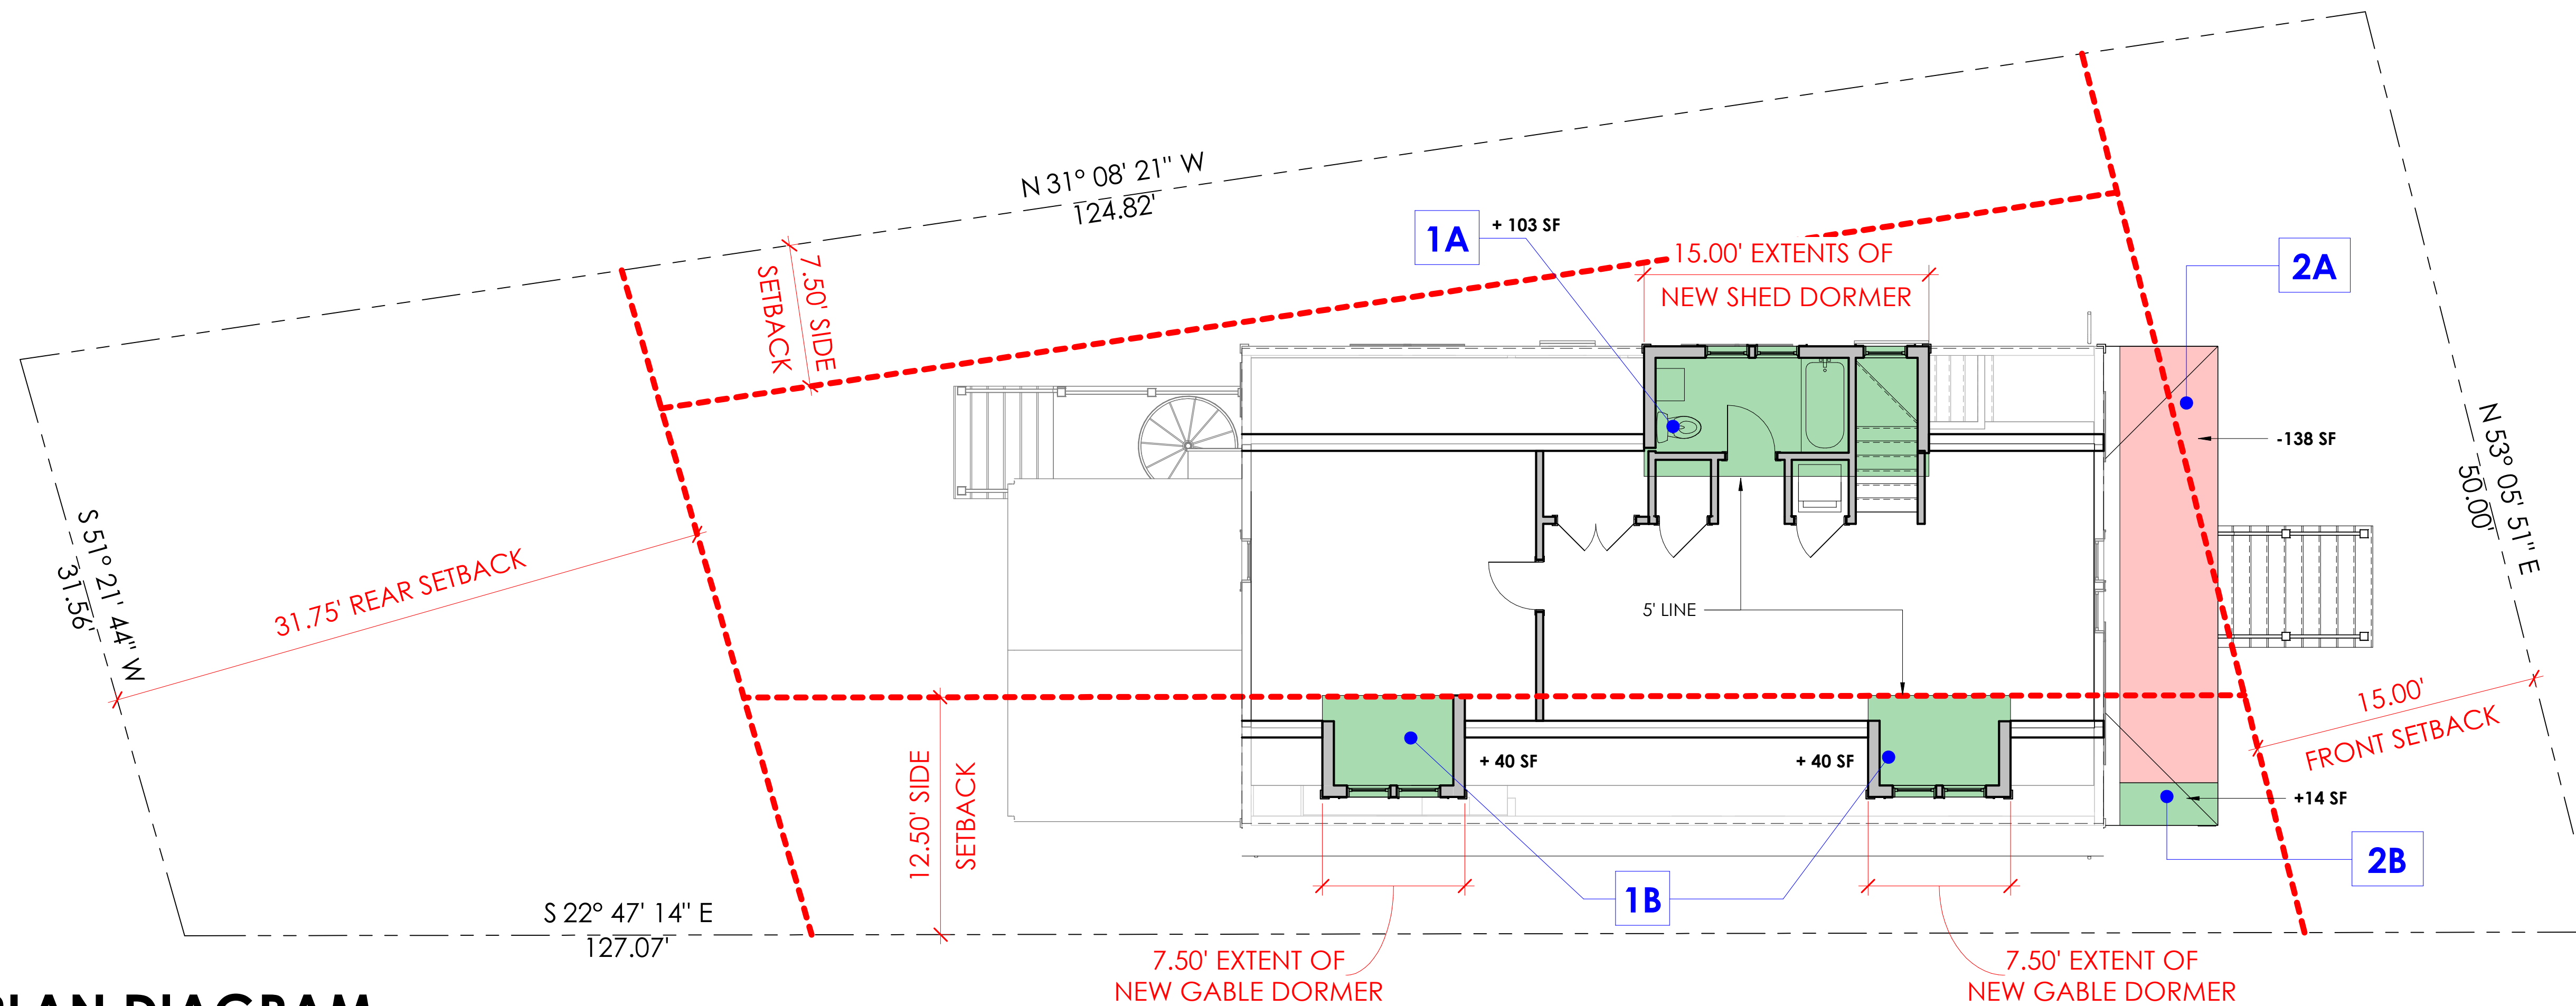 N 31° 08' 21" W
124.82'
1A
+ 103 SF
15.00' EXTENTS OF
NEW SHED DORMER
2A
7.50' SIDE
SETBACK
-138 SF
N 53° 05' 51" E
50.00'
S 51° 21' 44" W
31.56'
31.75' REAR SETBACK
5' LINE
15.00'
FRONT SETBACK
12.50' SIDE
SETBACK
+ 40 SF
+ 40 SF
+14 SF
2B
1B
S 22° 47' 14" E
127.07'
7.50' EXTENT OF
NEW GABLE DORMER
7.50' EXTENT OF
NEW GABLE DORMER
PLAN DIAGRAM